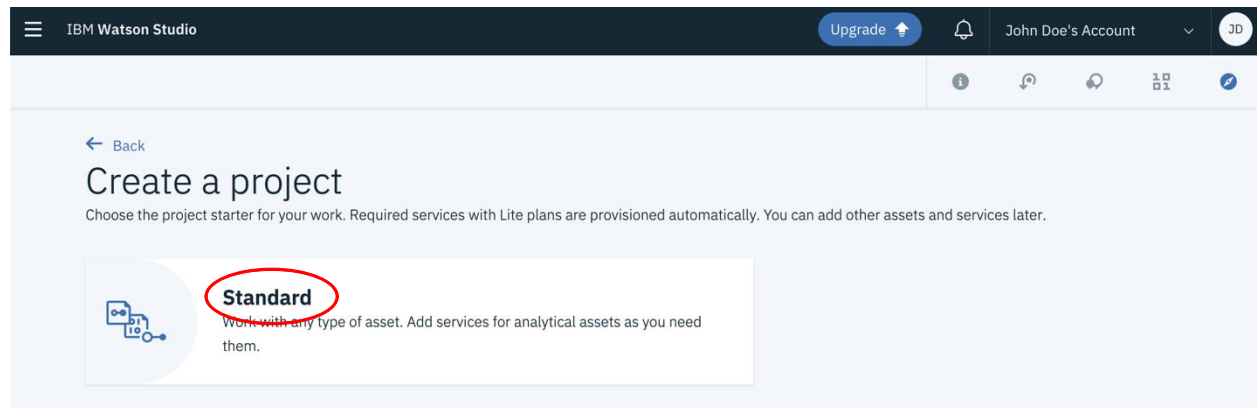 IBM Watson Studio
Upgrade
John Doe's Account
JD
Back
Create a project
Choose the project starter for your work. Required services with Lite plans are provisioned automatically. You can add other assets and services later.
Standard
Work with any type of asset. Add services for analytical assets as you need
them.